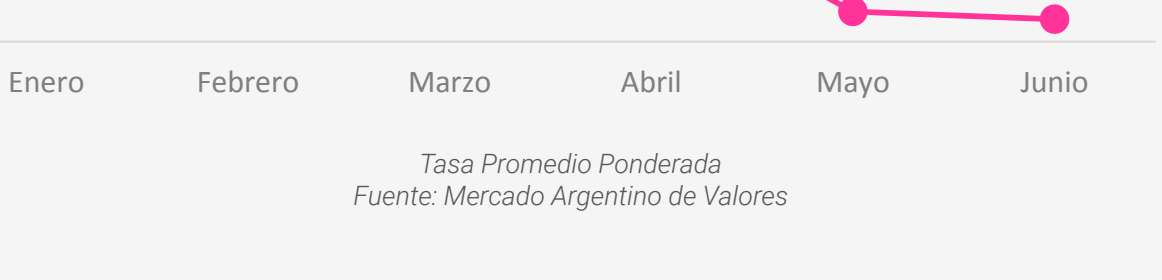 Enero Febrero Marzo Abril Mayo Junio
Tasa Promedio Ponderada
Fuente: Mercado Argentino de Valores